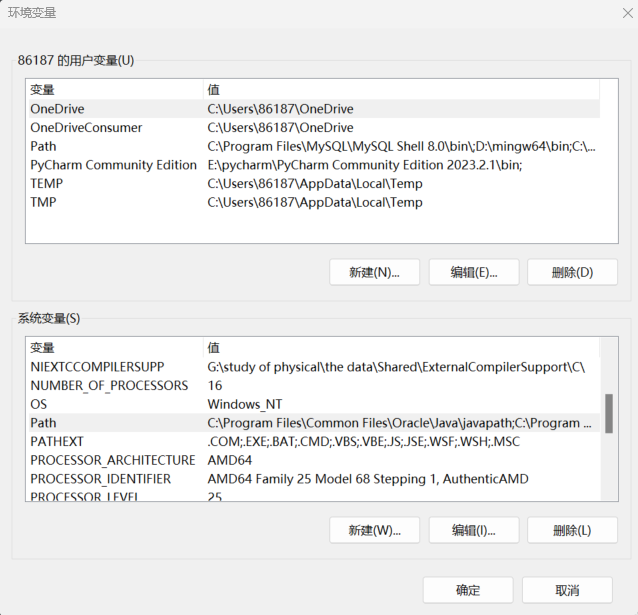 环境变量
86187 的用户变量(U)
变量 值
OneDrive C:\Users\86187\OneDrive
OneDriveConsumer C:\Users\86187\OneDrive
Path C:\Program Files\MySQL\MySQL Shell 8.0\bin\;D:\mingw64\bin;C:\...
PyCharm Community Edition E:\pycharm\PyCharm Community Edition 2023.2.1\bin;
TEMP C:\Users\86187\AppData\Local\Temp
TMP C:\Users\86187\AppData\Local\Temp
新建(N)... 编辑(E)... 删除(D)
系统变量(S)
变量 值
NIEXTCCOMPILERSUPP G:\study of physical\the data\Shared\ExternalCompilerSupport\C\
NUMBER_OF_PROCESSORS 16
OS Windows_NT
Path C:\Program Files\Common Files\Oracle\Java\javapath;C:\Program ...
PATHEXT .COM;.EXE;.BAT;.CMD;.VBS;.VBE;.JS;.JSE;.WSF;.WSH;.MSC
PROCESSOR_ARCHITECTURE AMD64
PROCESSOR_IDENTIFIER AMD64 Family 25 Model 68 Stepping 1, AuthenticAMD
PROCESSOR_LEVEL 25
新建(W)... 编辑(I)... 删除(L)
确定 取消